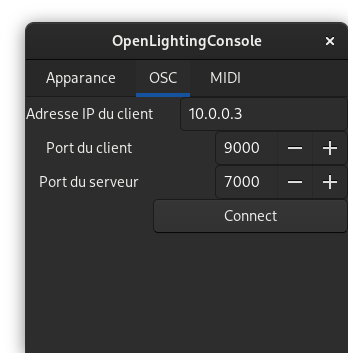 OpenLightingConsole
Apparance OSC MIDI
Adresse IP du client 10.0.0.3
Port du client 9000
Port du serveur 7000
Connect